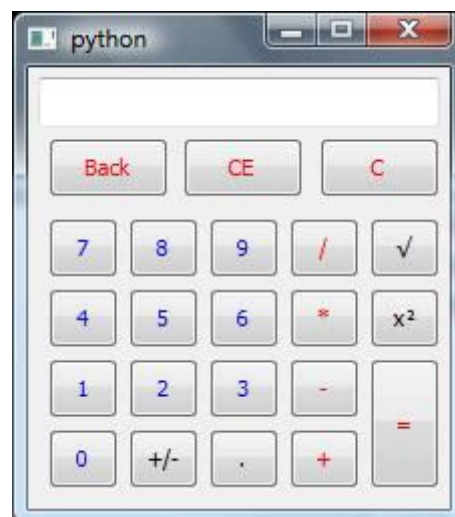 python
Back CE C
7 8 9 / √
4 5 6 * x²
1 2 3 -
0 +/- . + =